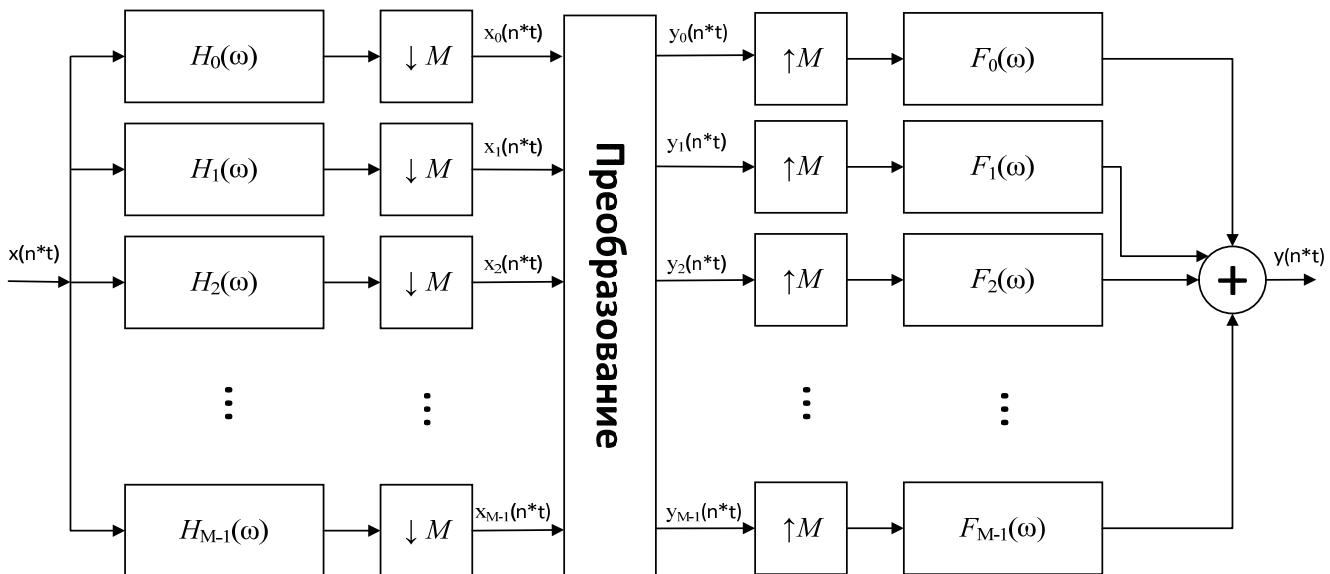 H0(ω)
↓ M
x0(n*t)
y0(n*t)
↑M
F0(ω)
H1(ω)
↓ M
x1(n*t)
y1(n*t)
↑M
F1(ω)
x(n*t)
H2(ω)
↓ M
x2(n*t)
Преобразование
y2(n*t)
↑M
F2(ω)
+
y(n*t)
...
...
...
...
HM-1(ω)
↓ M
xM-1(n*t)
yM-1(n*t)
↑M
FM-1(ω)